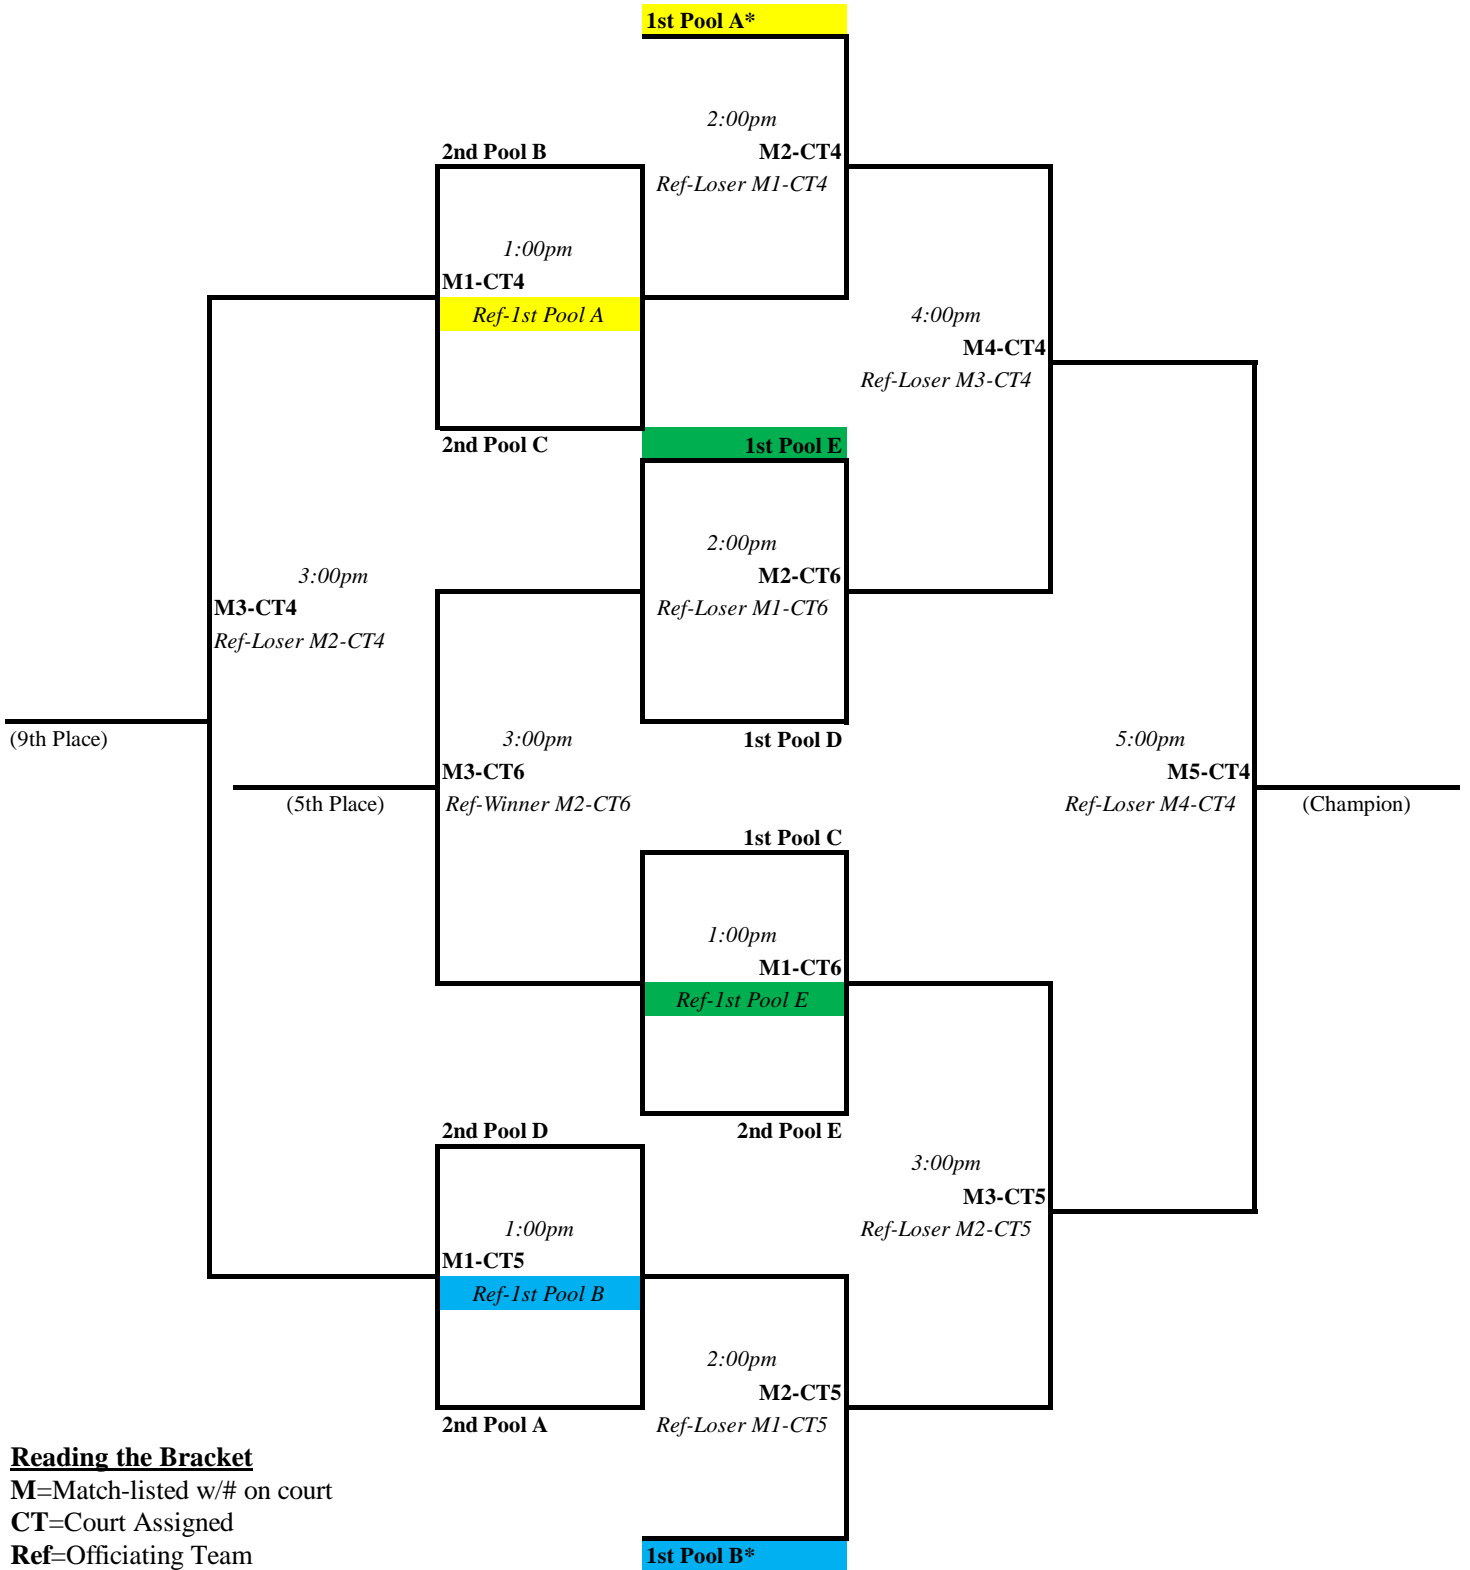 1st Pool A*
2:00pm
2nd Pool B
M2-CT4
Ref-Loser M1-CT4
1:00pm
M1-CT4
Ref-1st Pool A
4:00pm
M4-CT4
Ref-Loser M3-CT4
2nd Pool C
1st Pool E
2:00pm
3:00pm
M2-CT6
M3-CT4
Ref-Loser M1-CT6
Ref-Loser M2-CT4
(9th Place)
3:00pm
1st Pool D
5:00pm
M3-CT6
M5-CT4
(5th Place)
Ref-Winner M2-CT6
Ref-Loser M4-CT4
(Champion)
1st Pool C
1:00pm
M1-CT6
Ref-1st Pool E
2nd Pool D
2nd Pool E
3:00pm
M3-CT5
1:00pm
Ref-Loser M2-CT5
M1-CT5
Ref-1st Pool B
2:00pm
M2-CT5
2nd Pool A
Ref-Loser M1-CT5
Reading the Bracket
M=Match-listed w/# on court
CT=Court Assigned
Ref=Officiating Team
1st Pool B*